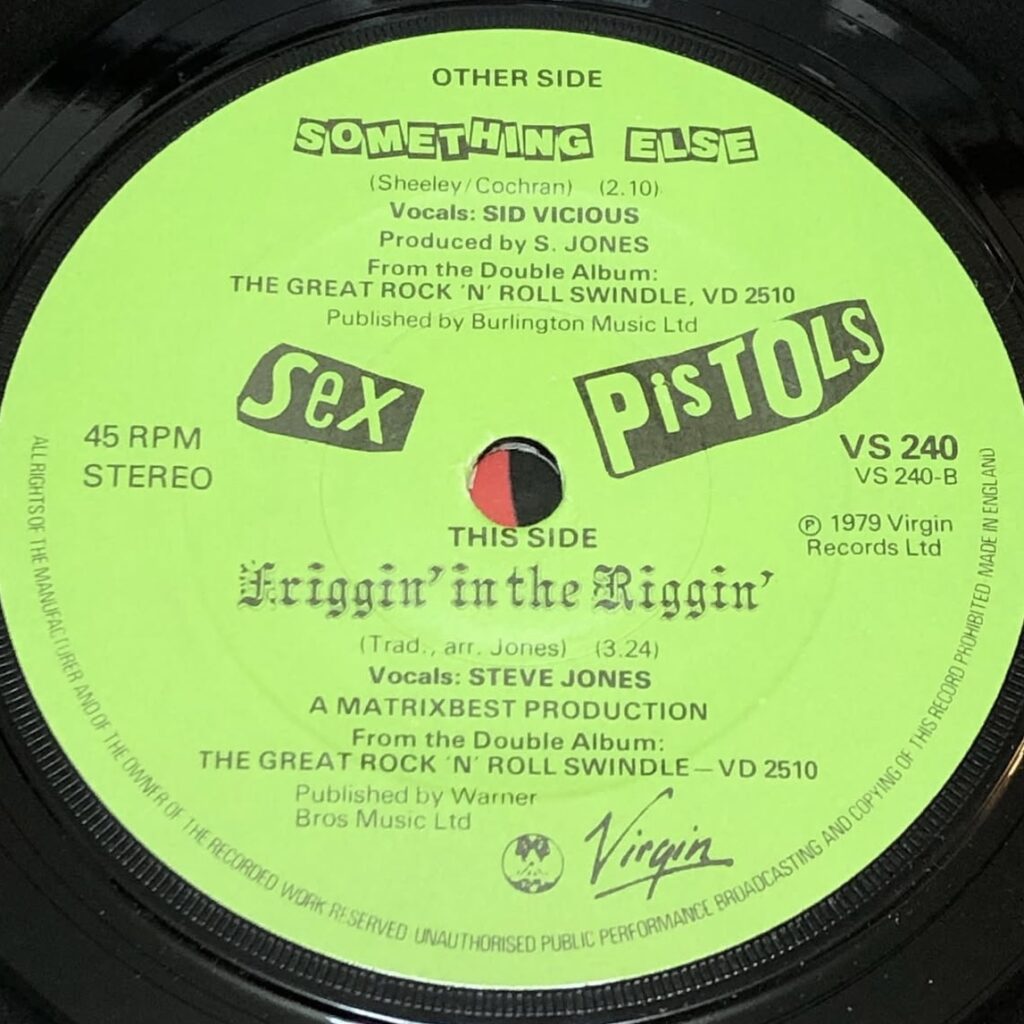 OTHER SIDE
SOMETHING ELSE
(Sheeley/Cochran) (2.10)
Vocals: SID VICIOUS
Produced by S. JONES
From the Double Album:
THE GREAT ROCK 'N' ROLL SWINDLE, VD 2510
Published by Burlington Music Ltd
SeX PiSTOLS
45 RPM
STEREO
VS 240
VS 240-B
℗ 1979 Virgin
Records Ltd
THIS SIDE
Friggin' in the Riggin'
(Trad., arr. Jones) (3.24)
Vocals: STEVE JONES
A MATRIXBEST PRODUCTION
From the Double Album:
THE GREAT ROCK 'N' ROLL SWINDLE—VD 2510
Published by Warner
Bros Music Ltd
Virgin
ALL RIGHTS OF THE MANUFACTURER AND OF THE OWNER OF THE RECORDED WORK RESERVED UNAUTHORISED PUBLIC PERFORMANCE BROADCASTING AND COPYING OF THIS RECORD PROHIBITED MADE IN ENGLAND